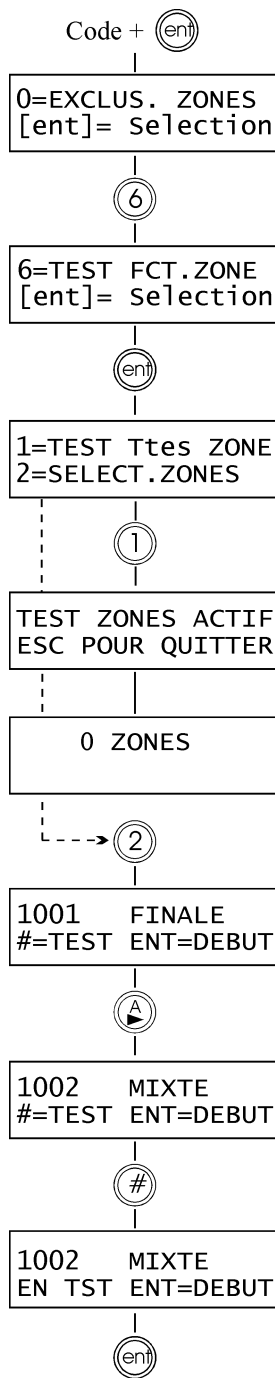 Code + ent
0=EXCLUS. ZONES
[ent]= Selection
6
6=TEST FCT.ZONE
[ent]= Selection
ent
1=TEST Ttes ZONE
2=SELECT.ZONES
1
TEST ZONES ACTIF
ESC POUR QUITTER
0 ZONES
2
1001 FINALE
#=TEST ENT=DEBUT
A
1002 MIXTE
#=TEST ENT=DEBUT
#
1002 MIXTE
EN TST ENT=DEBUT
ent